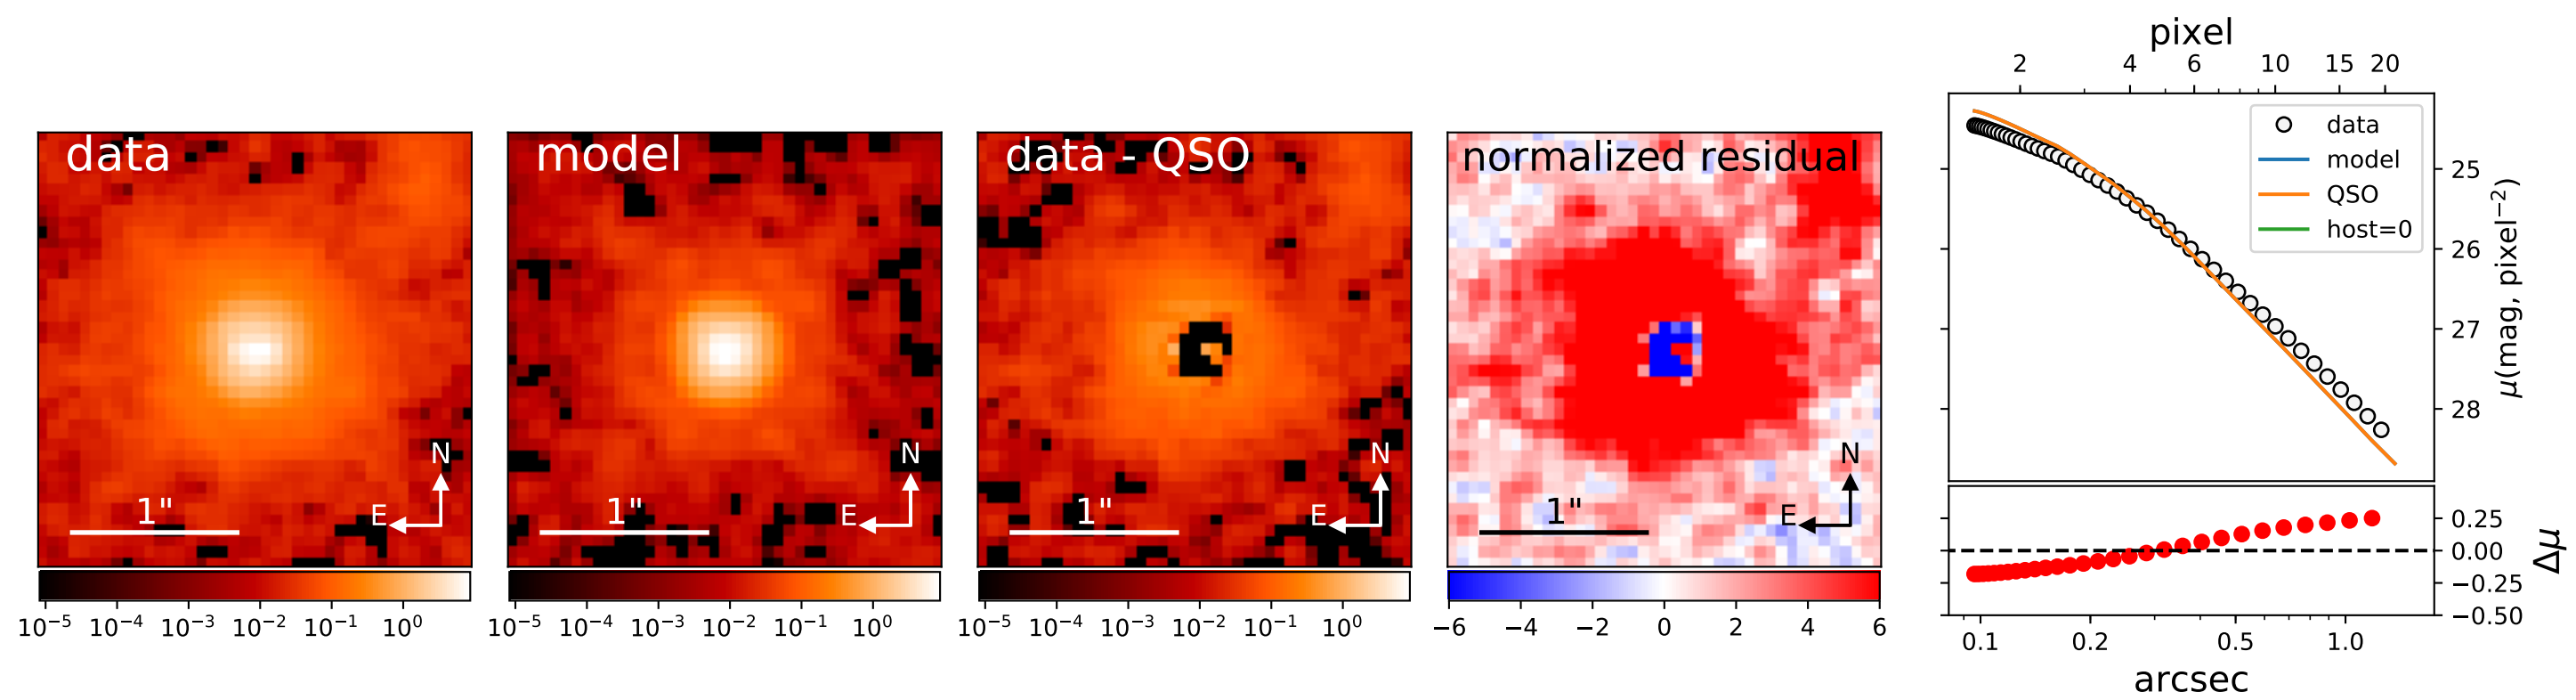 data
1"
N
E
10⁻⁵ 10⁻⁴ 10⁻³ 10⁻² 10⁻¹ 10⁰
model
1"
N
E
10⁻⁵ 10⁻⁴ 10⁻³ 10⁻² 10⁻¹ 10⁰
data - QSO
1"
N
E
10⁻⁵ 10⁻⁴ 10⁻³ 10⁻² 10⁻¹ 10⁰
normalized residual
1"
N
E
−6 −4 −2 0 2 4 6
pixel
2 4 6 10 15 20
data
model
QSO
host=0
25
26
27
28
μ(mag, pixel⁻²)
0.25
0.00
−0.25
−0.50
Δμ
0.1 0.2 0.5 1.0
arcsec